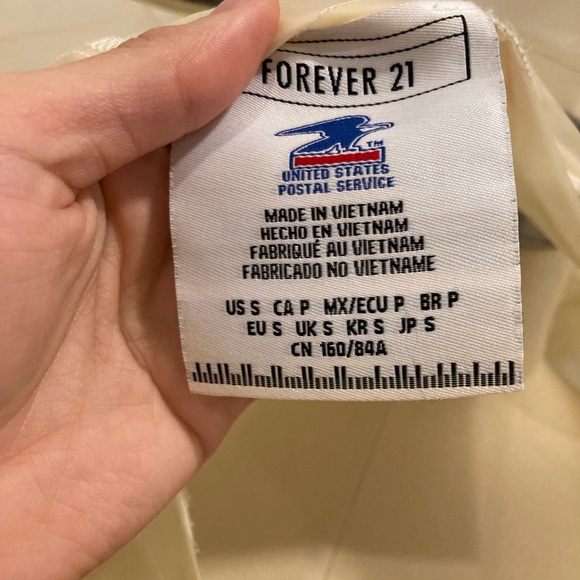 FOREVER 21
TM
UNITED STATES
POSTAL SERVICE
MADE IN VIETNAM
HECHO EN VIETNAM
FABRIQUÉ AU VIETNAM
FABRICADO NO VIETNAME
US S CA P MX/ECU P BR P
EU S UK S KR S JP S
CN 160/84A